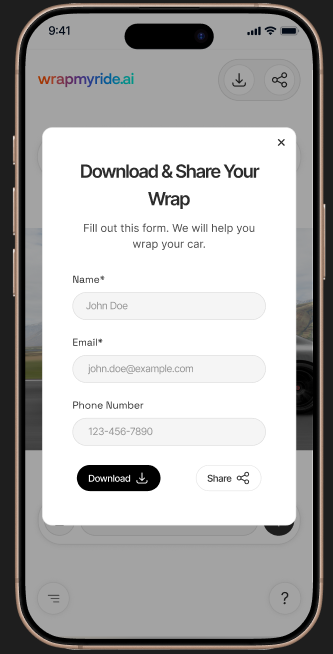 9:41
wrapmyride.ai
×
Download & Share Your
Wrap
Fill out this form. We will help you
wrap your car.
Name*
John Doe
Email*
john.doe@example.com
Phone Number
123-456-7890
Download
Share
?